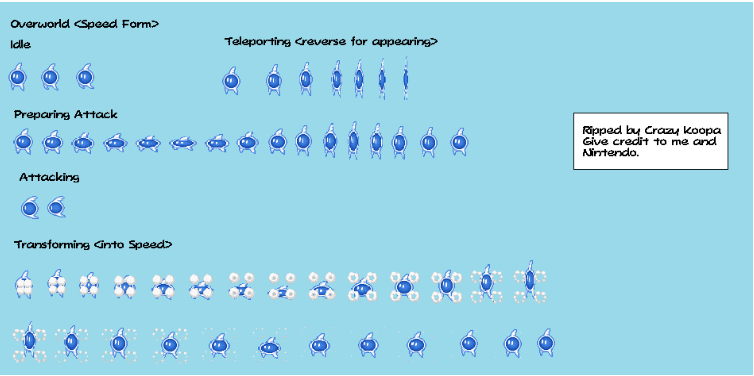 Overworld <Speed Form>
Idle
Teleporting <reverse for appearing>
Preparing Attack
Ripped by Crazy Koopa
Give credit to me and
Nintendo.
Attacking
Transforming <into Speed>